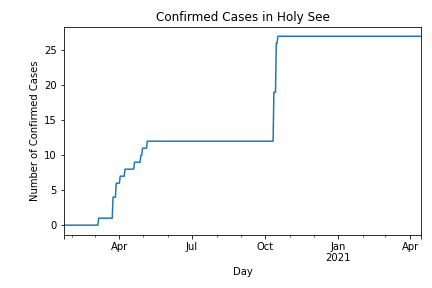 Confirmed Cases in Holy See
Number of Confirmed Cases
25
20
15
10
5
0
Apr
Jul
Oct
Jan
2021
Apr
Day